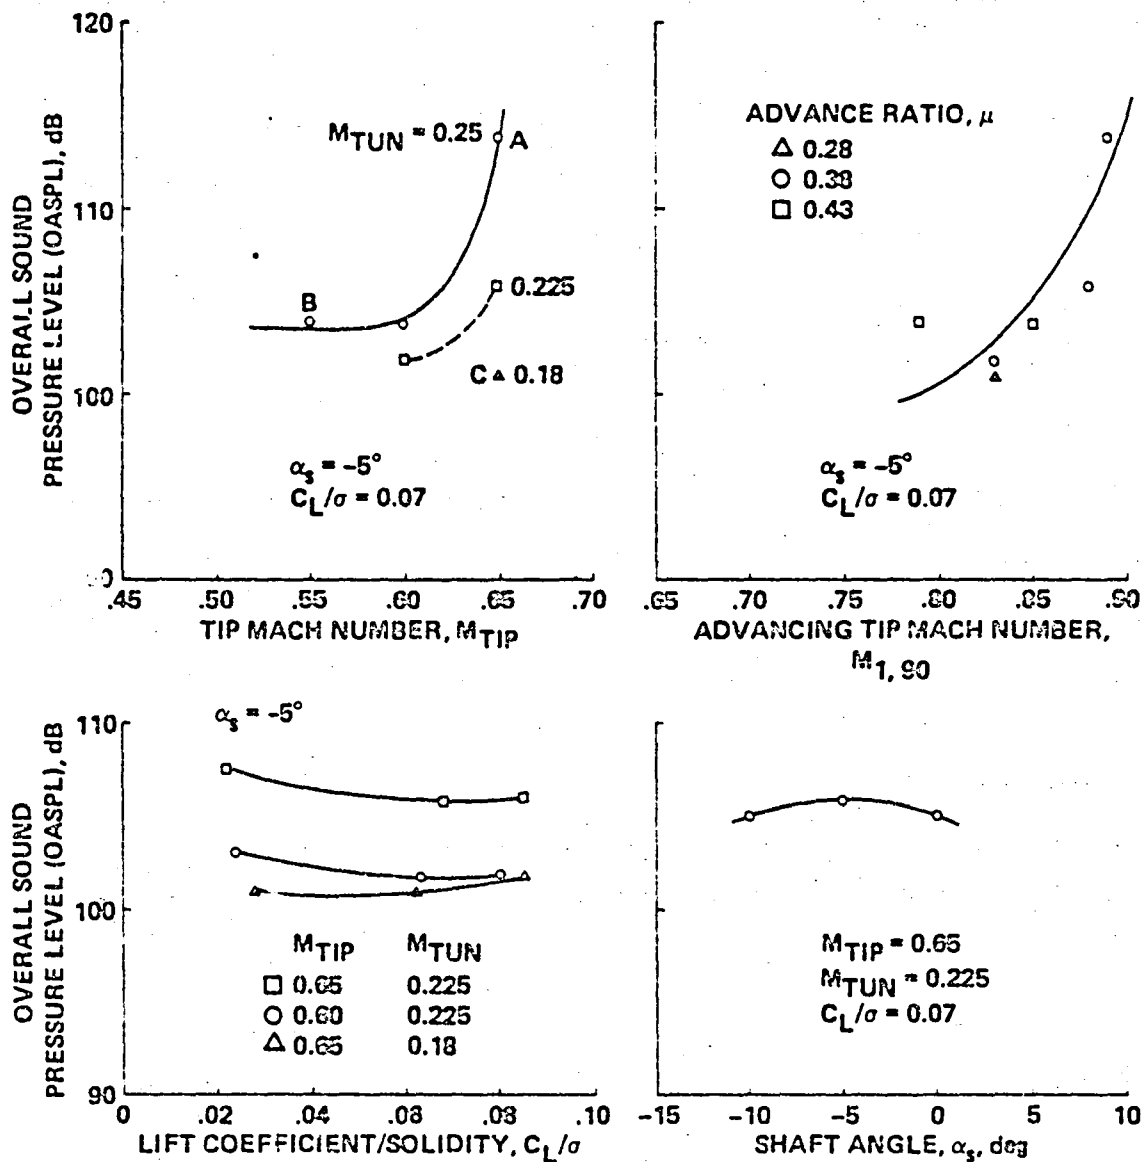 120
110
100
90
OVERALL SOUND
PRESSURE LEVEL (OASPL), dB
M_TUN = 0.25
A
B
0.225
C 0.18
α_s = -5°
C_L/σ = 0.07
.45 .50 .55 .60 .65 .70
TIP MACH NUMBER, M_TIP
ADVANCE RATIO, μ
△ 0.28
○ 0.38
□ 0.43
α_s = -5°
C_L/σ = 0.07
.65 .70 .75 .80 .85 .90
ADVANCING TIP MACH NUMBER,
M_1, 90
110
100
90
OVERALL SOUND
PRESSURE LEVEL (OASPL), dB
α_s = -5°
M_TIP M_TUN
□ 0.65 0.225
○ 0.60 0.225
△ 0.65 0.18
0 .02 .04 .06 .08 .10
LIFT COEFFICIENT/SOLIDITY, C_L/σ
M_TIP = 0.65
M_TUN = 0.225
C_L/σ = 0.07
-15 -10 -5 0 5 10
SHAFT ANGLE, α_s, deg